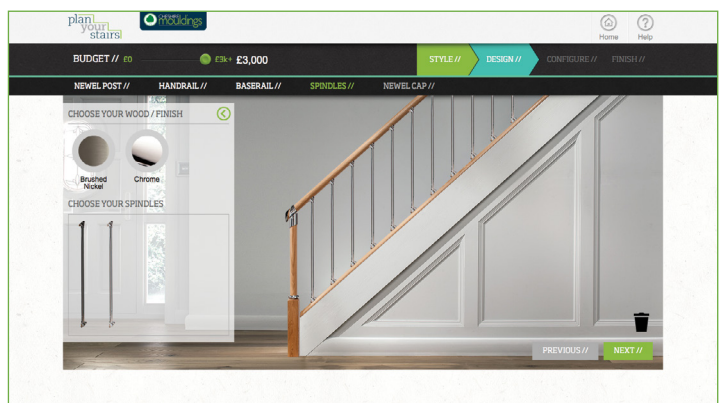 plan
your
stairs
mouldings
Home
Help
BUDGET// £0 £3k+ £3,000
STYLE//
DESIGN//
CONFIGURE//
FINISH//
NEWEL POST//
HANDRAIL//
BASERAIL//
SPINDLES//
NEWEL CAP//
CHOOSE YOUR WOOD / FINISH
Brushed
Nickel
Chrome
CHOOSE YOUR SPINDLES
PREVIOUS//
NEXT//